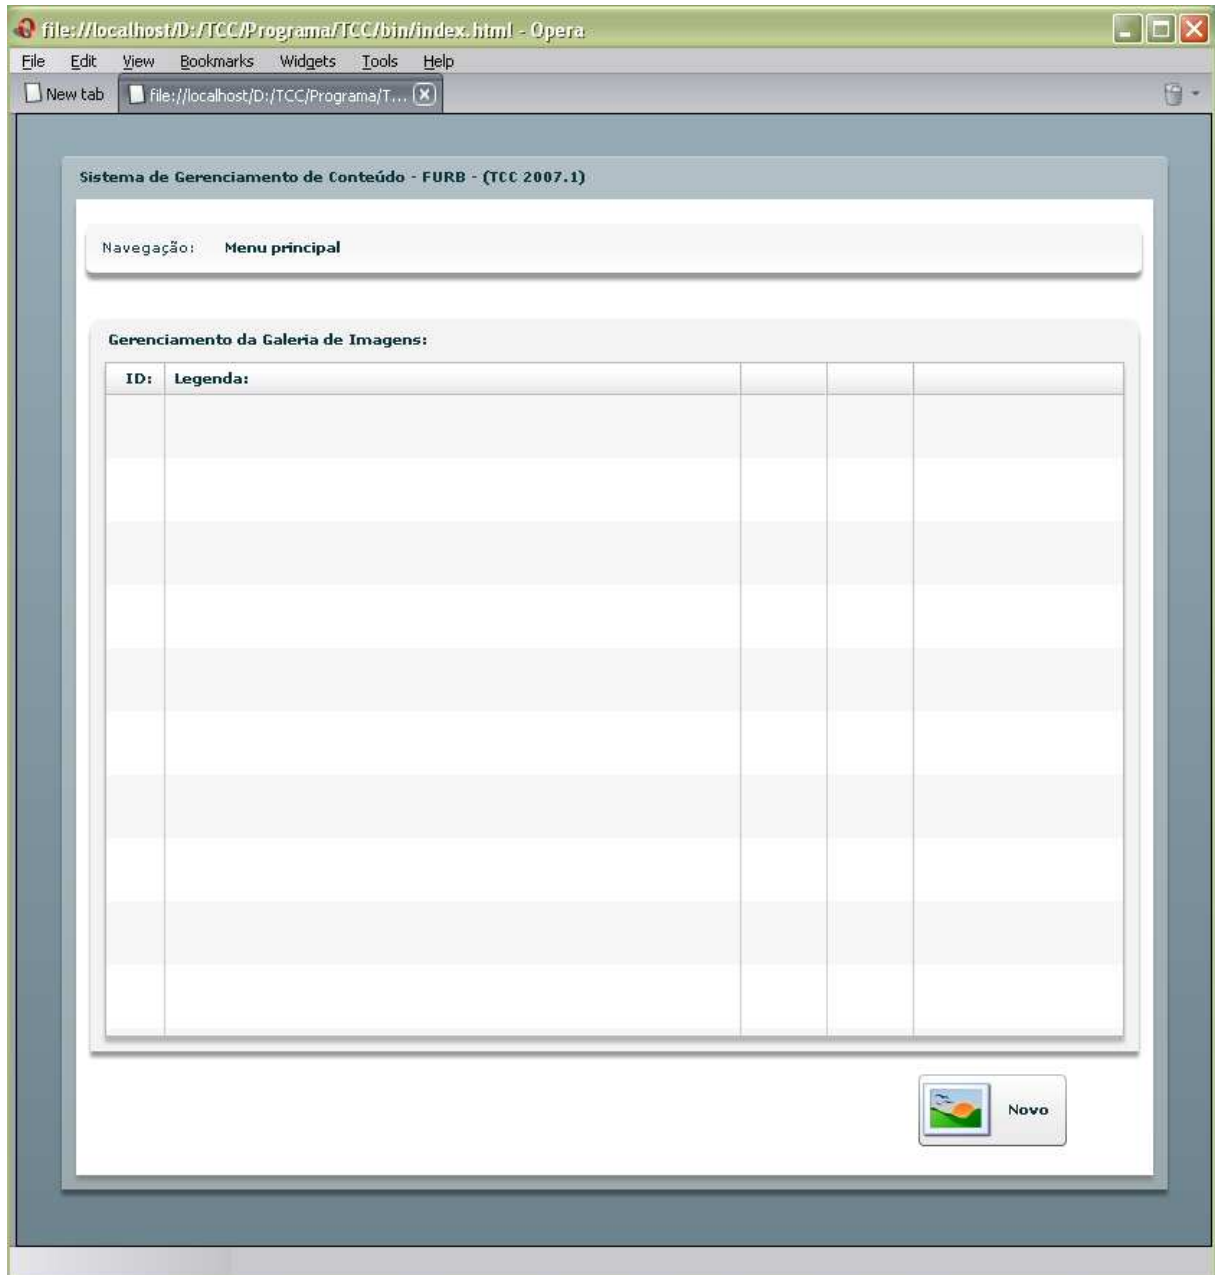 file://localhost/D:/TCC/Programa/TCC/bin/index.html - Opera
File Edit View Bookmarks Widgets Tools Help
New tab file://localhost/D:/TCC/Programa/T...
Sistema de Gerenciamento de Conteúdo - FURB - (TCC 2007.1)
Navegação: Menu principal
Gerenciamento da Galeria de Imagens:
ID: Legenda:
Novo